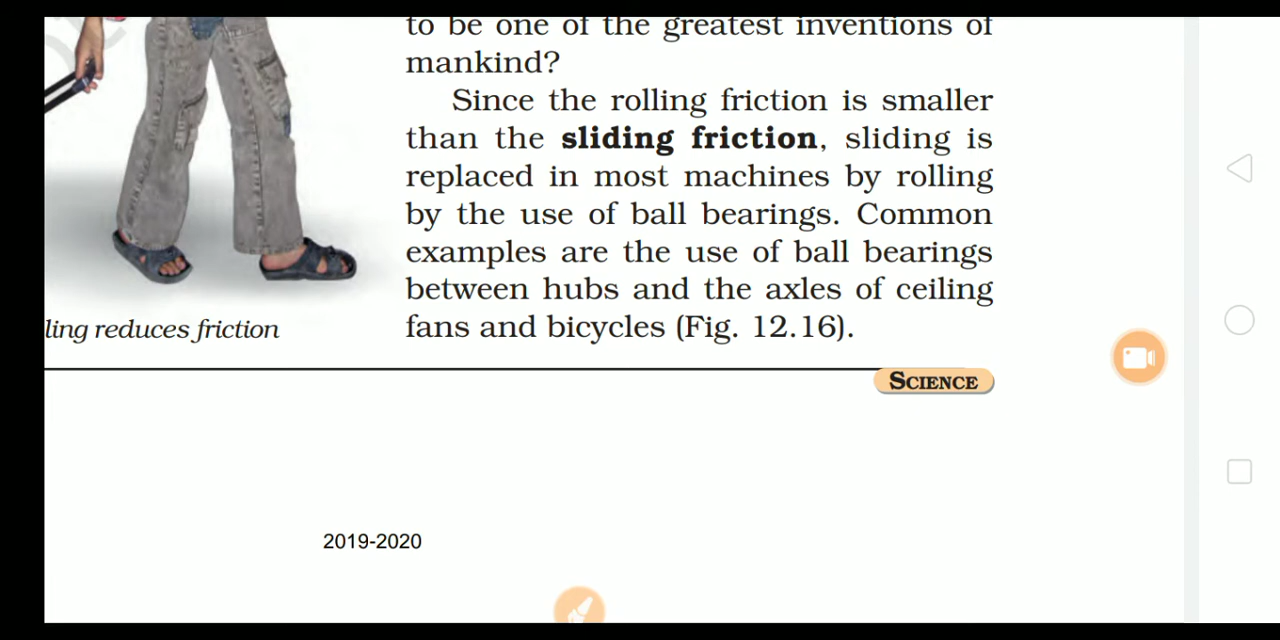 to be one of the greatest inventions of
mankind?
Since the rolling friction is smaller
than the sliding friction, sliding is
replaced in most machines by rolling
by the use of ball bearings. Common
examples are the use of ball bearings
between hubs and the axles of ceiling
fans and bicycles (Fig. 12.16).
ling reduces friction
SCIENCE
2019-2020